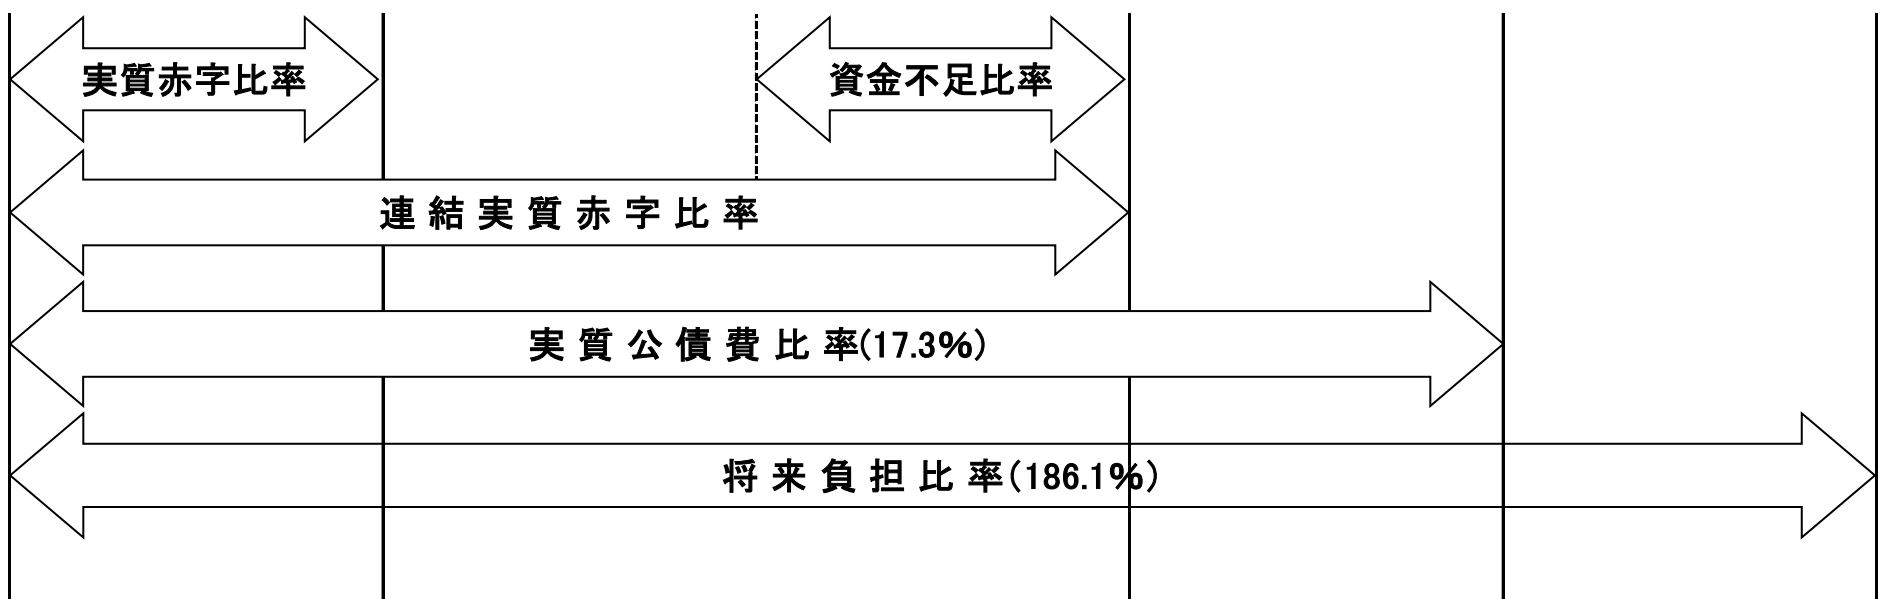 実質赤字比率
資金不足比率
連結実質赤字比率
実質公債費比率(17.3%)
将来負担比率(186.1%)